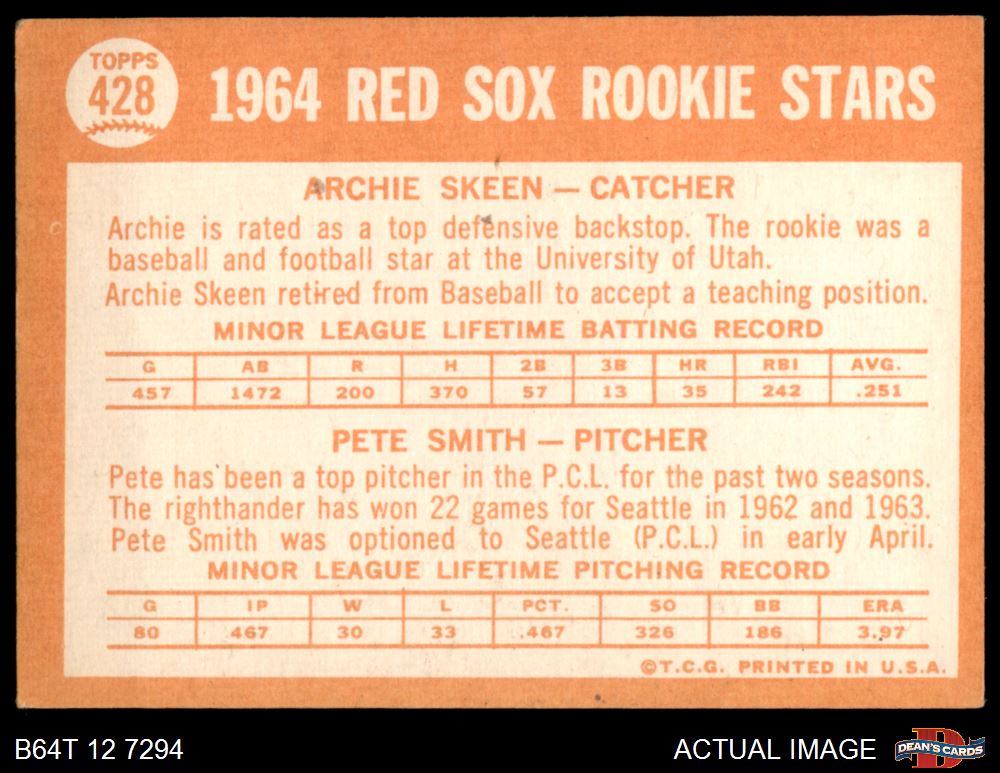 TOPPS
428
1964 RED SOX ROOKIE STARS
ARCHIE SKEEN — CATCHER
Archie is rated as a top defensive backstop. The rookie was a
baseball and football star at the University of Utah.
Archie Skeen retired from Baseball to accept a teaching position.
MINOR LEAGUE LIFETIME BATTING RECORD
G AB R H 2B 3B HR RBI AVG.
457 1472 200 370 57 13 35 242 .251
PETE SMITH — PITCHER
Pete has been a top pitcher in the P.C.L. for the past two seasons.
The righthander has won 22 games for Seattle in 1962 and 1963.
Pete Smith was optioned to Seattle (P.C.L.) in early April.
MINOR LEAGUE LIFETIME PITCHING RECORD
G IP W L PCT. SO BB ERA
80 467 30 33 .467 326 186 3.97
©T.C.G. PRINTED IN U.S.A.
B64T 12 7294
ACTUAL IMAGE
D
DEAN'S CARDS